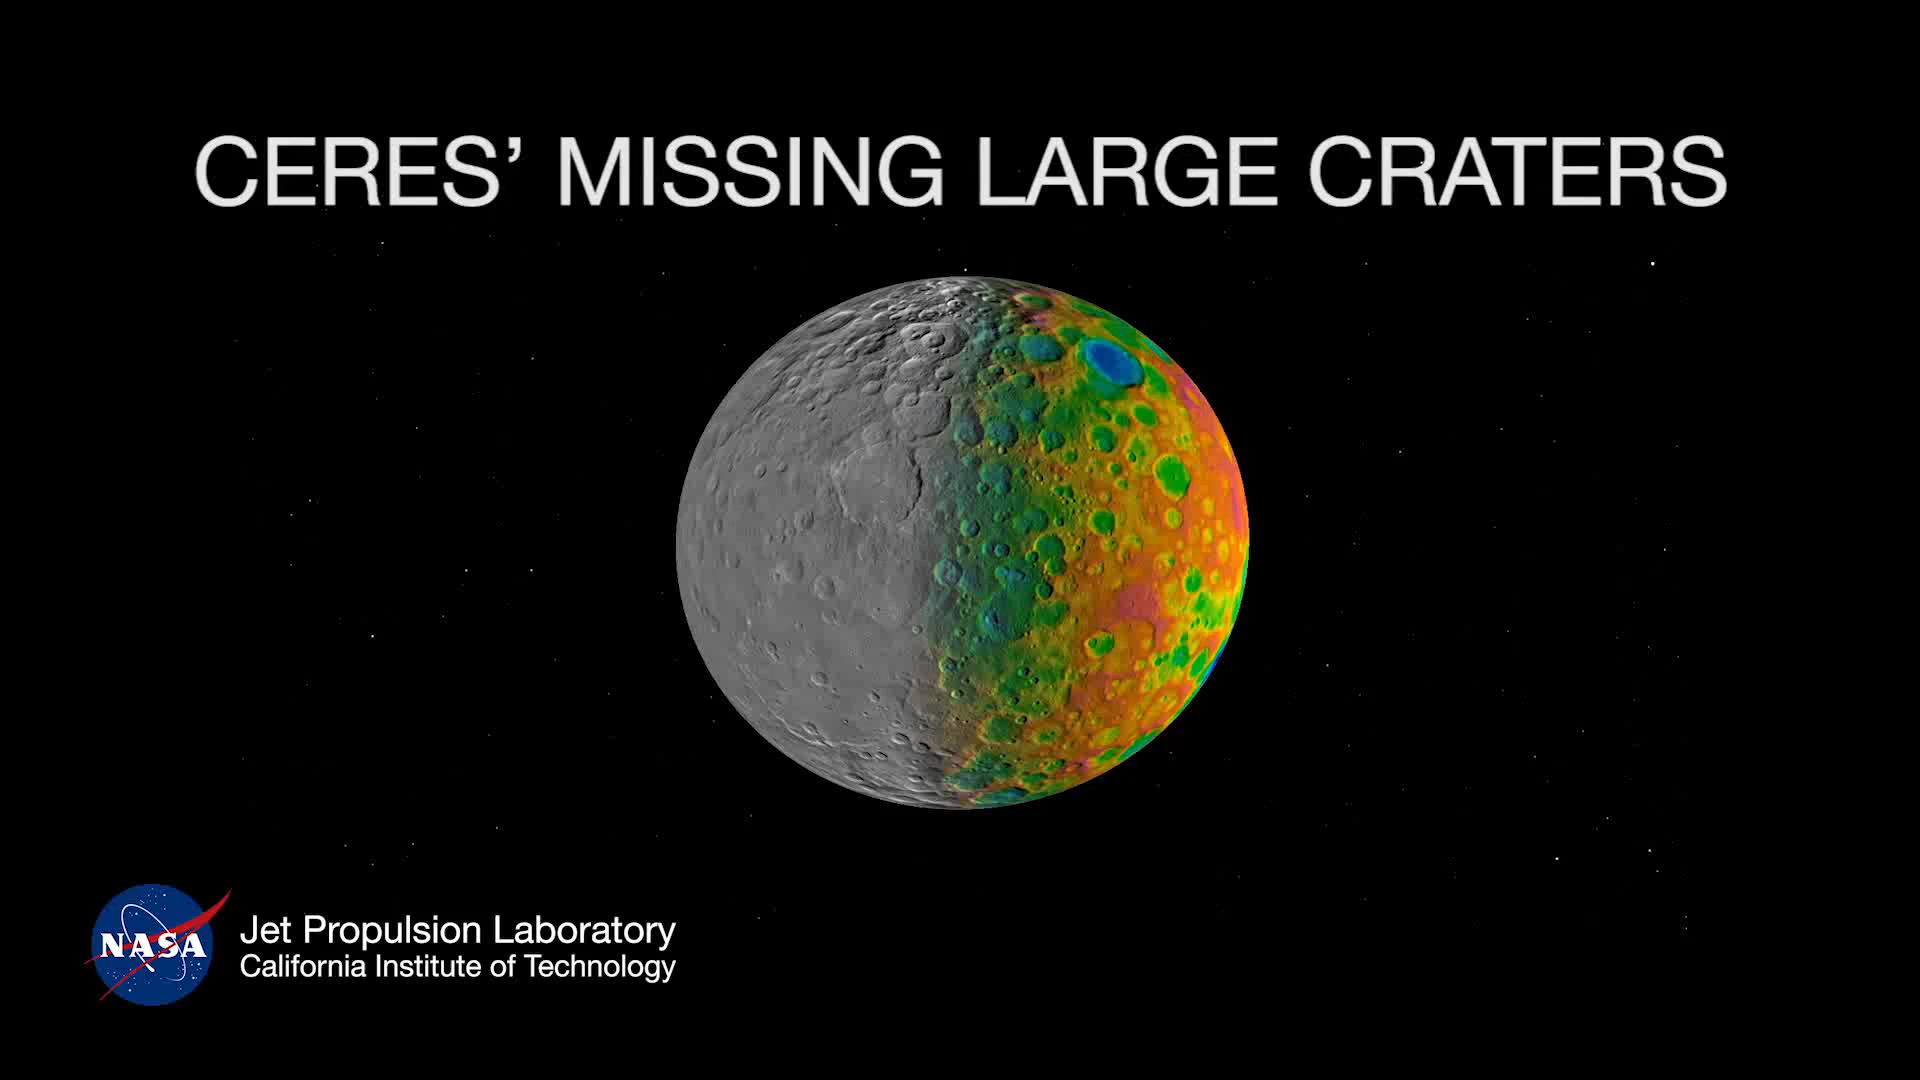 CERES’ MISSING LARGE CRATERS
NASA
Jet Propulsion Laboratory
California Institute of Technology